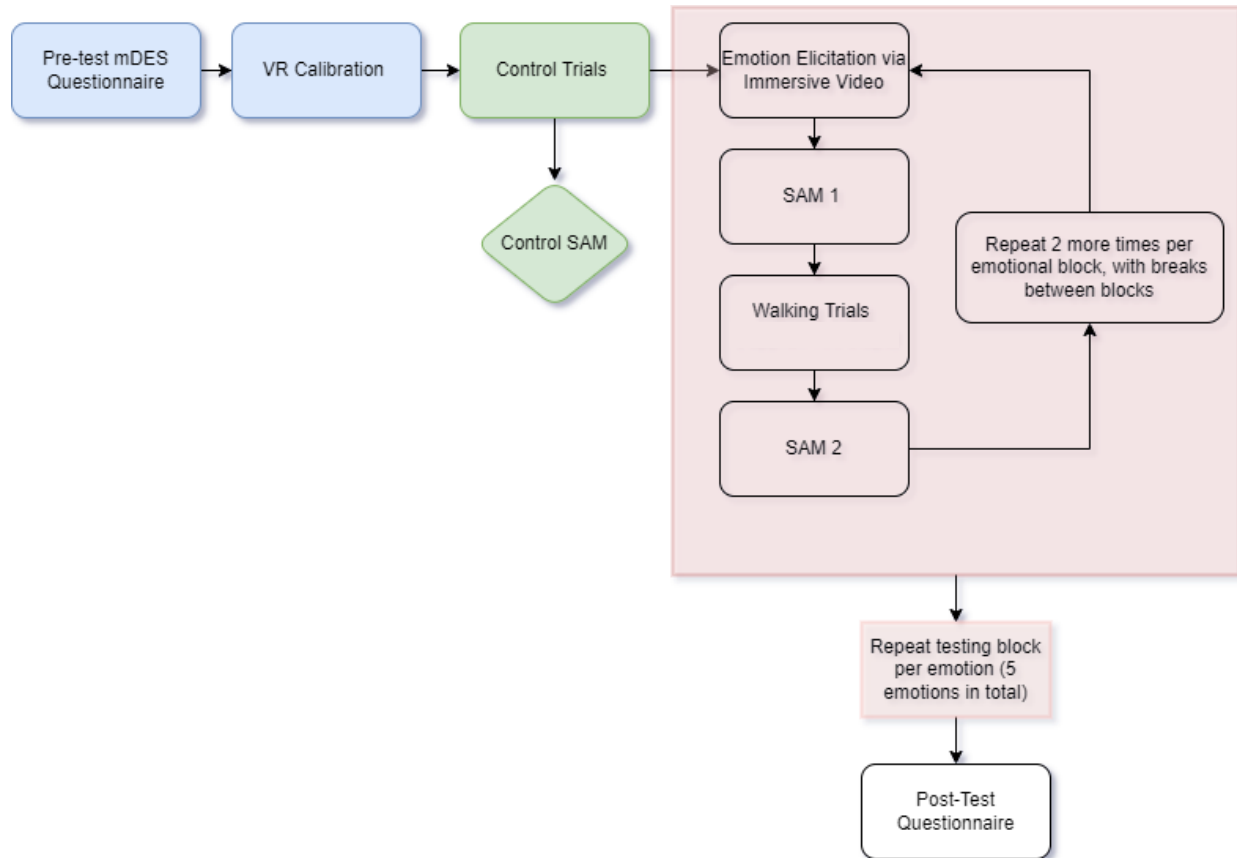 Pre-test mDES
Questionnaire
VR Calibration
Control Trials
Control SAM
Emotion Elicitation via
Immersive Video
SAM 1
Walking Trials
SAM 2
Repeat 2 more times per
emotional block, with breaks
between blocks
Repeat testing block
per emotion (5
emotions in total)
Post-Test
Questionnaire